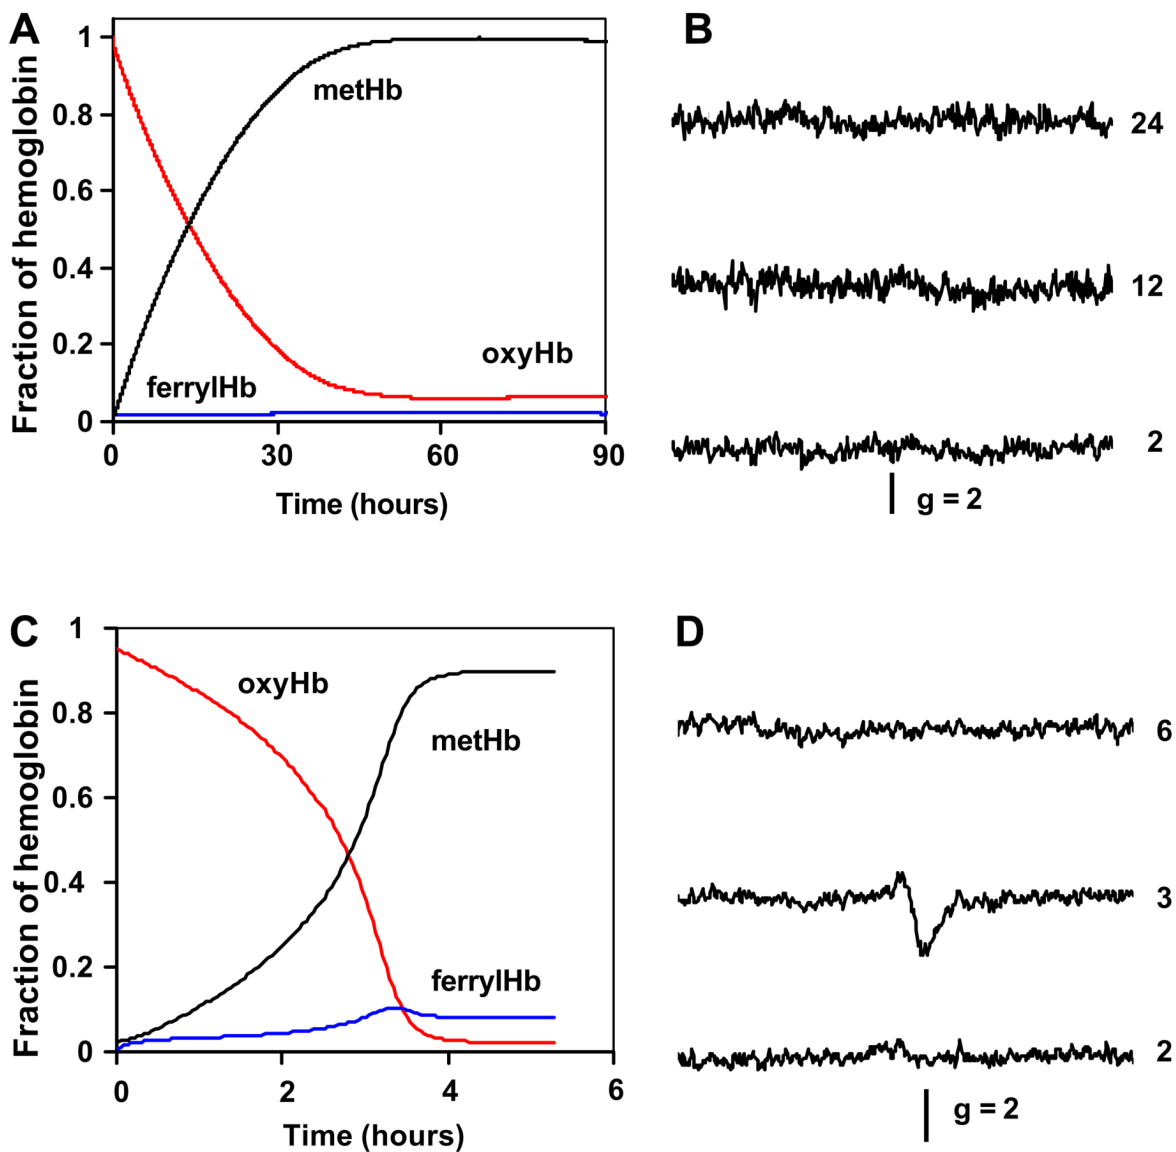 A
Fraction of hemoglobin
1
0.8
0.6
0.4
0.2
0
metHb
oxyHb
ferrylHb
0 30 60 90
Time (hours)
B
24
12
2
g = 2
C
Fraction of hemoglobin
1
0.8
0.6
0.4
0.2
0
oxyHb
metHb
ferrylHb
0 2 4 6
Time (hours)
D
6
3
2
g = 2